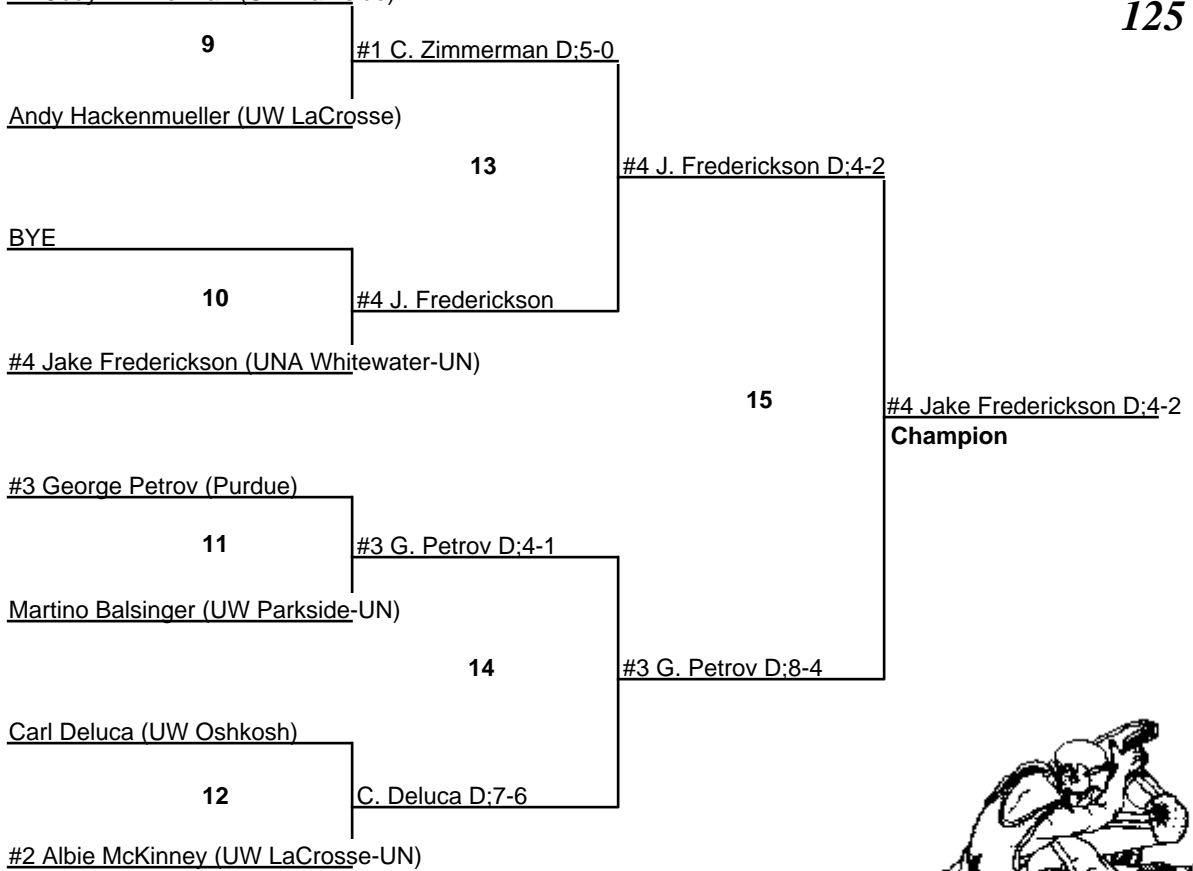 125
9
#1 C. Zimmerman D;5-0
Andy Hackenmueller (UW LaCrosse)
13
#4 J. Frederickson D;4-2
BYE
10
#4 J. Frederickson
#4 Jake Frederickson (UNA Whitewater-UN)
15
#4 Jake Frederickson D;4-2
Champion
#3 George Petrov (Purdue)
11
#3 G. Petrov D;4-1
Martino Balsinger (UW Parkside-UN)
14
#3 G. Petrov D;8-4
Carl Deluca (UW Oshkosh)
12
C. Deluca D;7-6
#2 Albie McKinney (UW LaCrosse-UN)